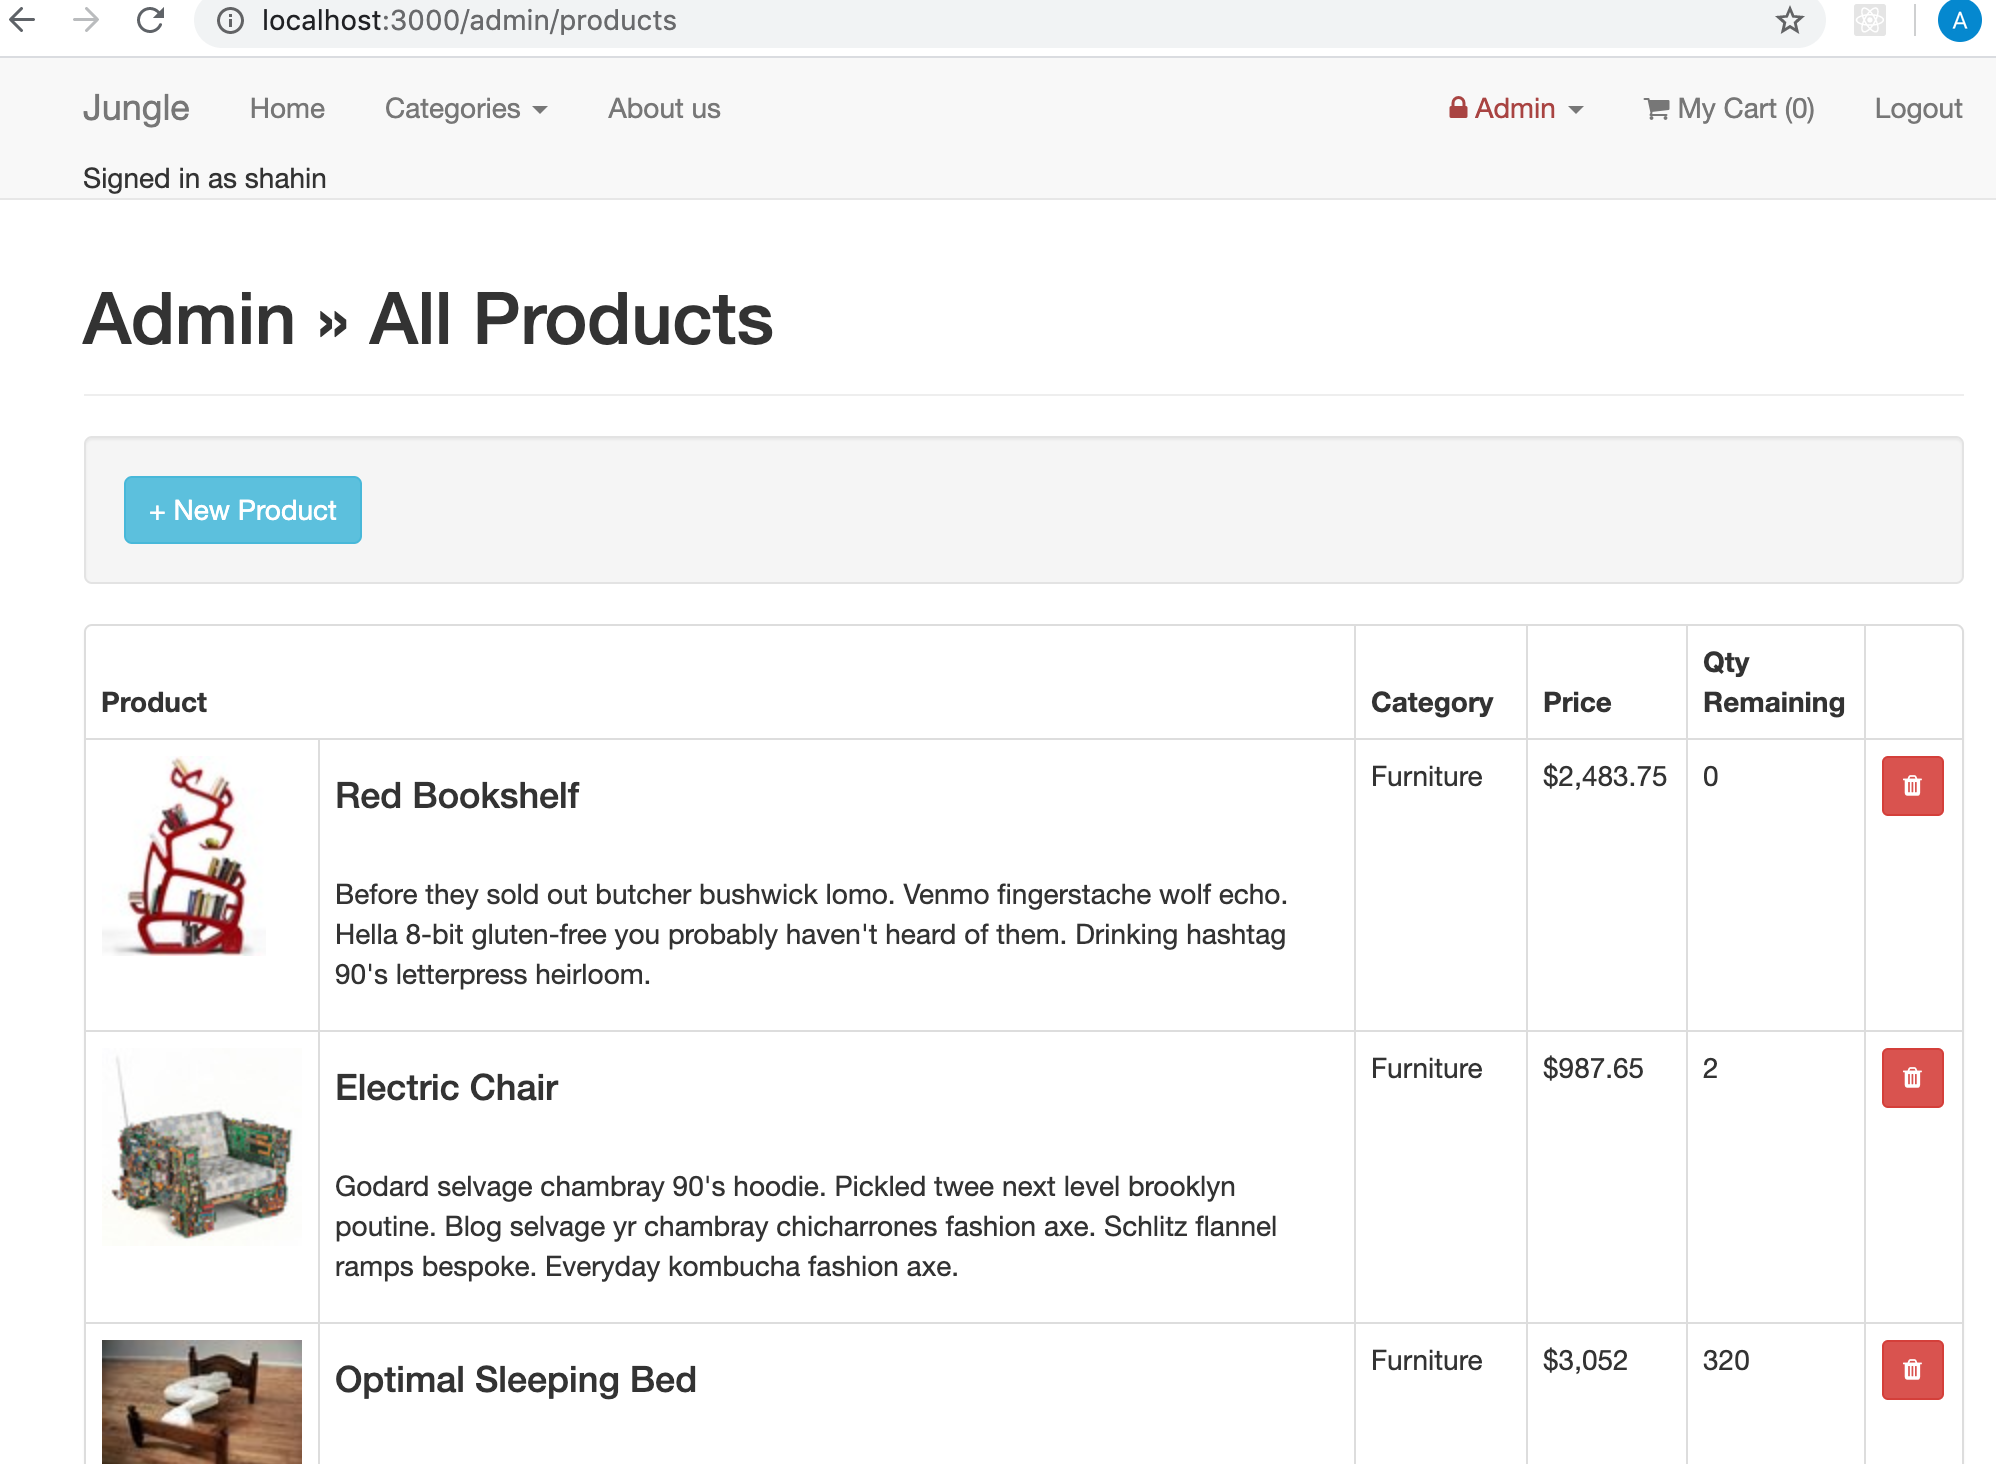 localhost:3000/admin/products
A
Jungle Home Categories About us Admin My Cart (0) Logout
Signed in as shahin
Admin » All Products
+ New Product
Product Category Price Qty Remaining
Red Bookshelf Furniture $2,483.75 0
Before they sold out butcher bushwick lomo. Venmo fingerstache wolf echo.
Hella 8-bit gluten-free you probably haven't heard of them. Drinking hashtag
90's letterpress heirloom.
Electric Chair Furniture $987.65 2
Godard selvage chambray 90's hoodie. Pickled twee next level brooklyn
poutine. Blog selvage yr chambray chicharrones fashion axe. Schlitz flannel
ramps bespoke. Everyday kombucha fashion axe.
Optimal Sleeping Bed Furniture $3,052 320